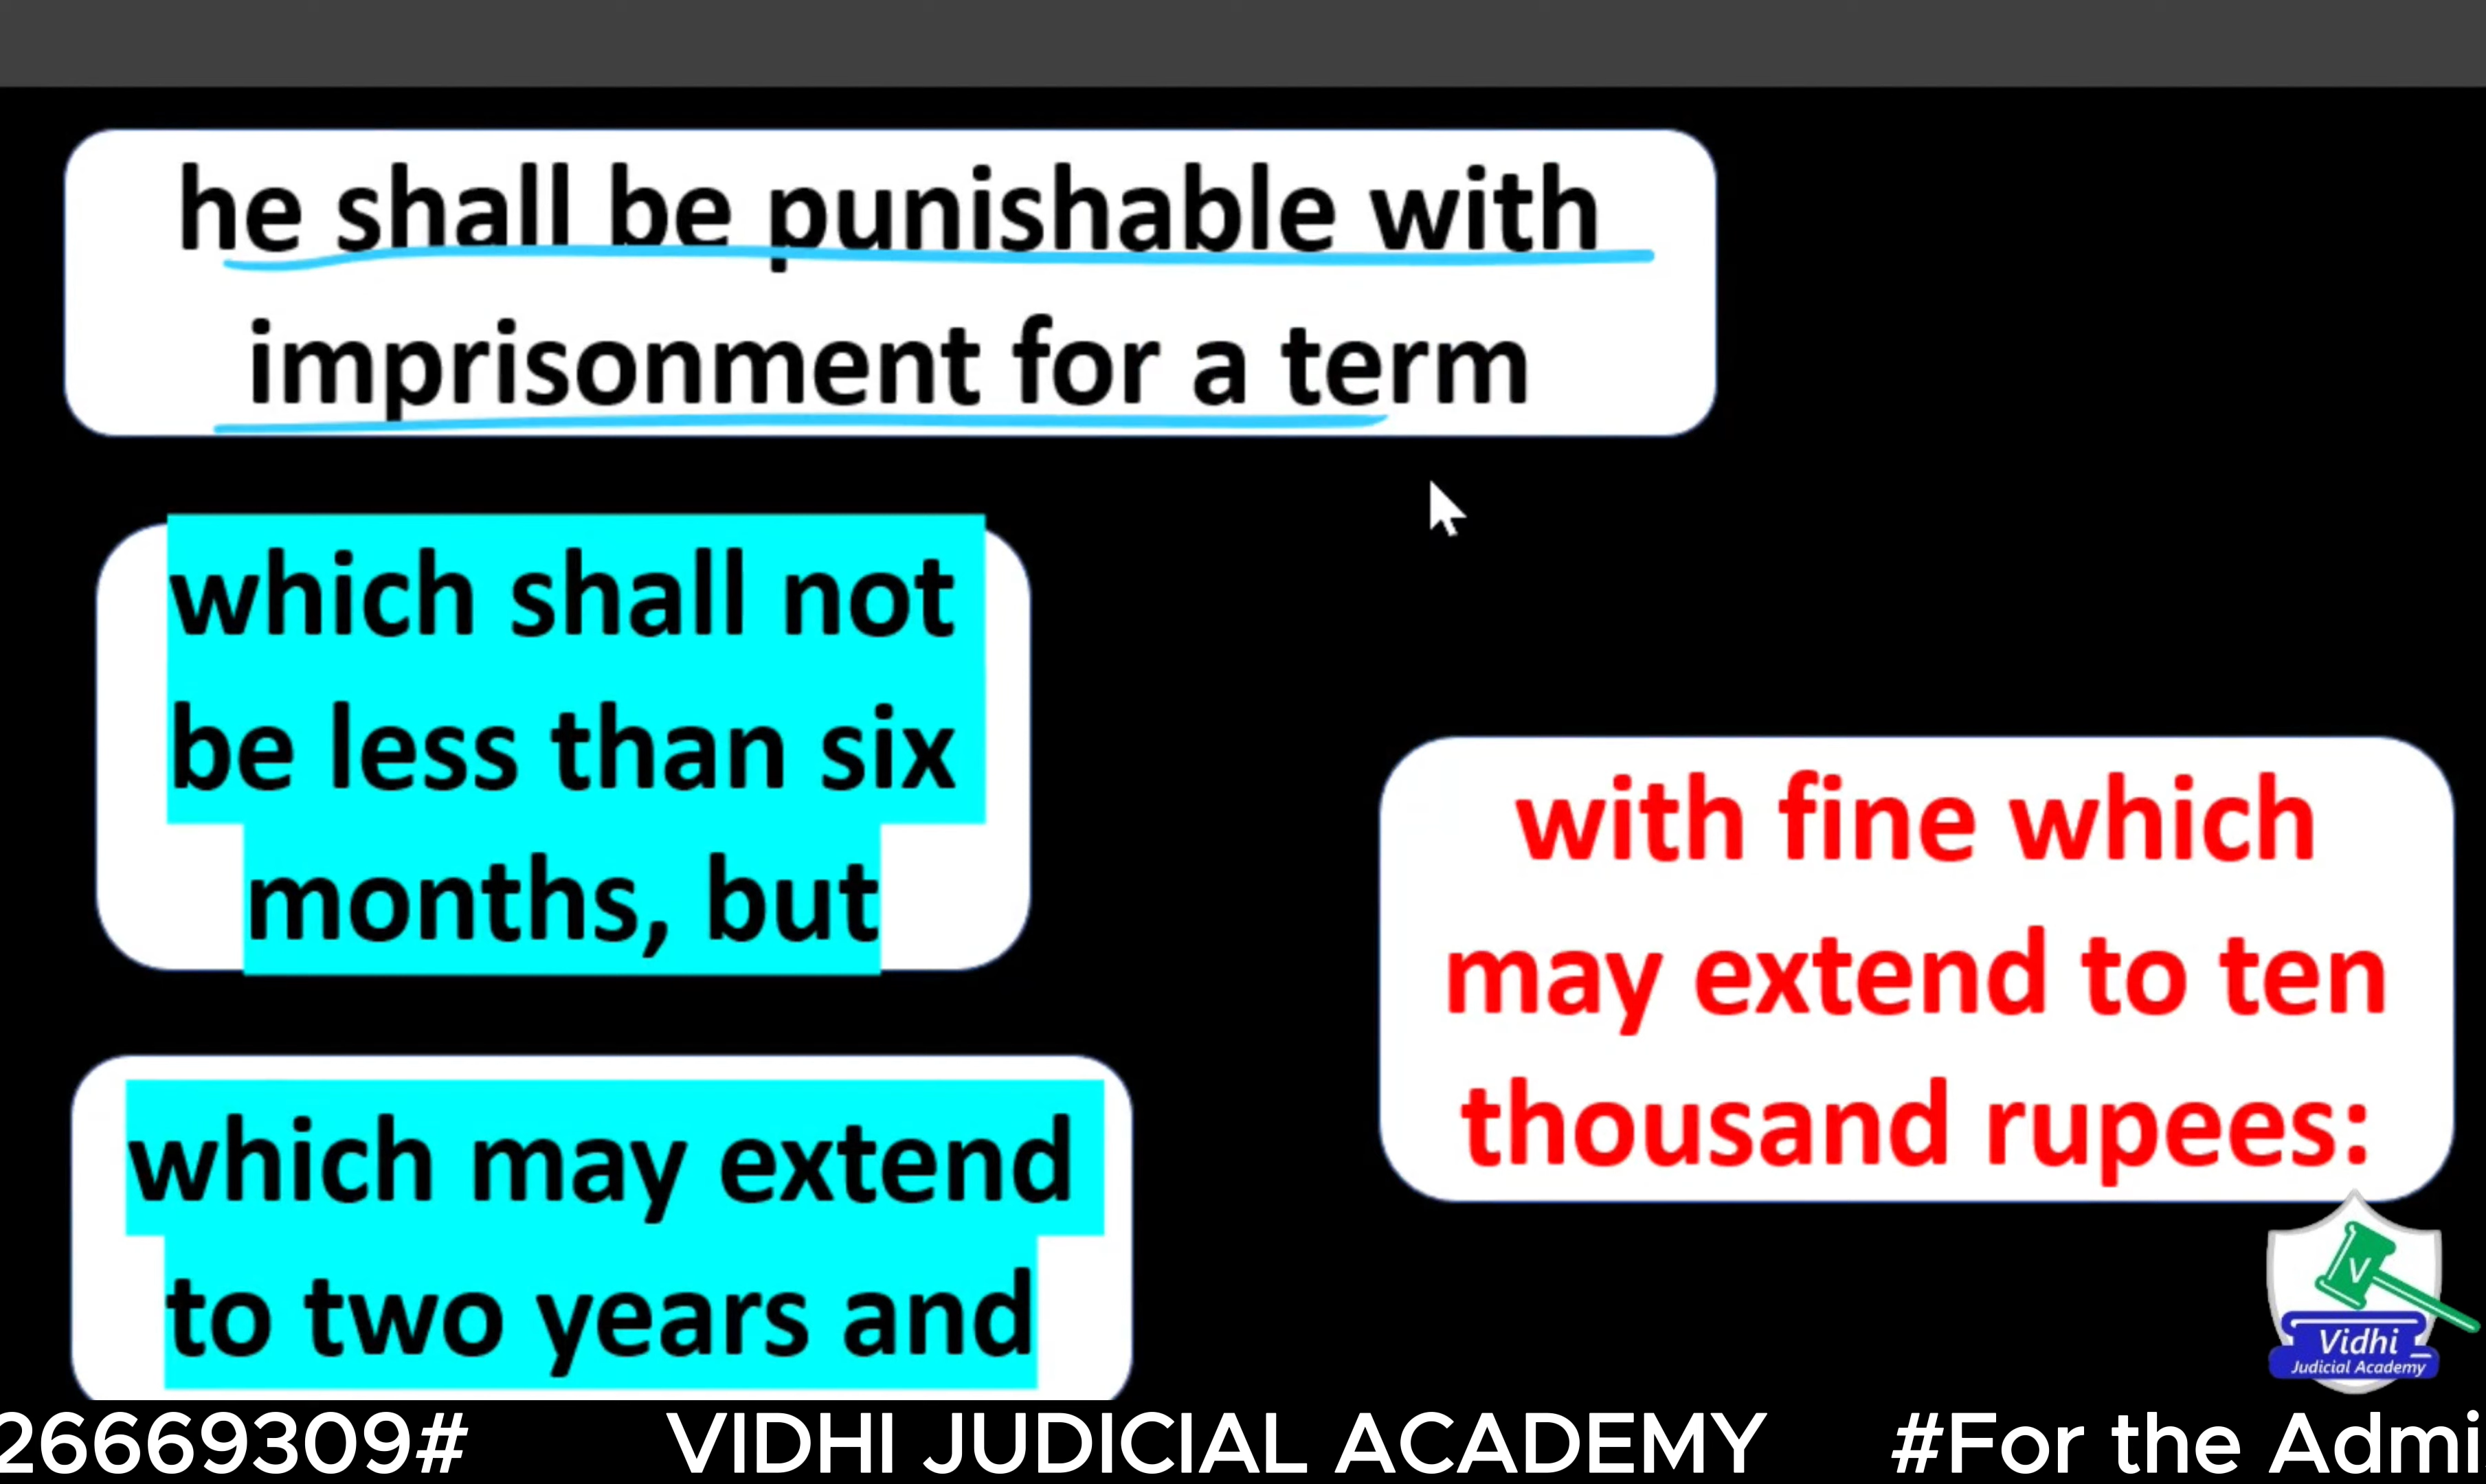 he shall be punishable with
imprisonment for a term
which shall not
be less than six
months, but
which may extend
to two years and
with fine which
may extend to ten
thousand rupees:
V
Vidhi
Judicial Academy
26669309# VIDHI JUDICIAL ACADEMY #For the Admi